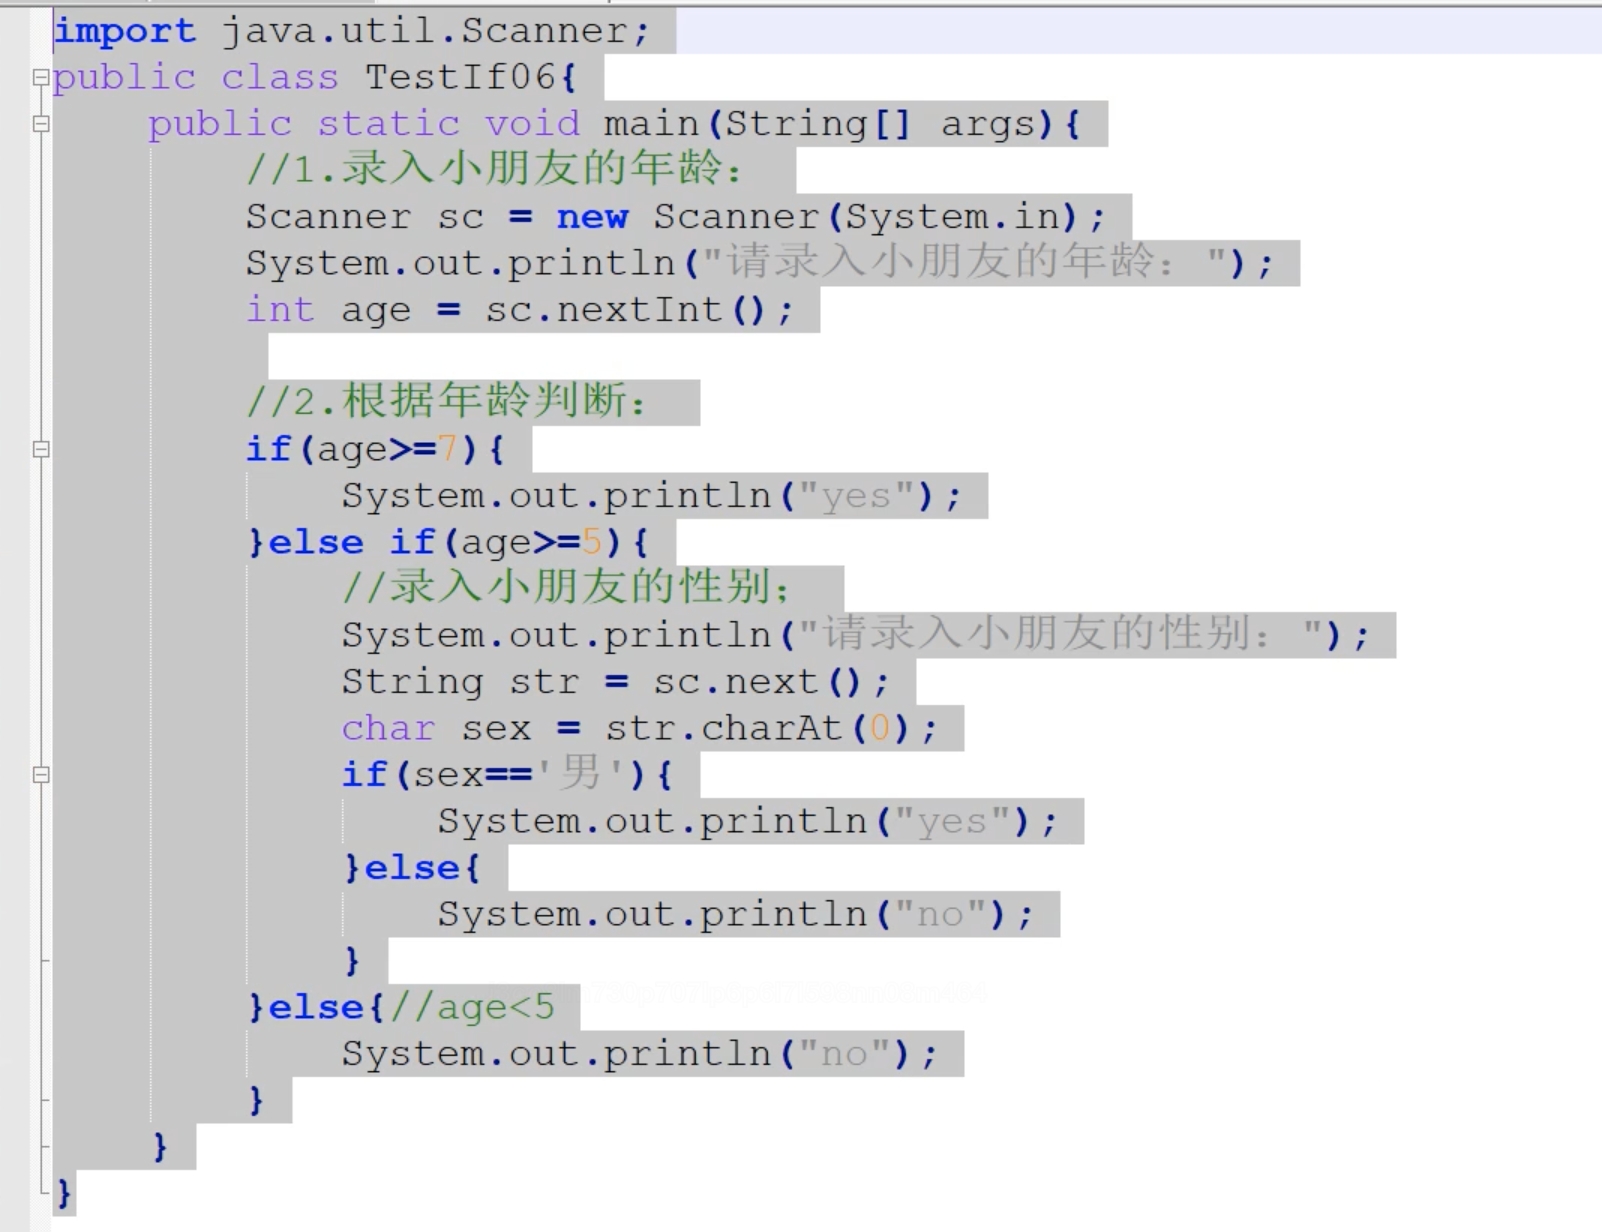 import java.util.Scanner;
public class TestIf06{
    public static void main(String[] args){
        //1.录入小朋友的年龄：
        Scanner sc = new Scanner(System.in);
        System.out.println("请录入小朋友的年龄：");
        int age = sc.nextInt();

        //2.根据年龄判断：
        if(age>=7){
            System.out.println("yes");
        }else if(age>=5){
            //录入小朋友的性别；
            System.out.println("请录入小朋友的性别：");
            String str = sc.next();
            char sex = str.charAt(0);
            if(sex=='男'){
                System.out.println("yes");
            }else{
                System.out.println("no");
            }
        }else{//age<5
            System.out.println("no");
        }
    }
}